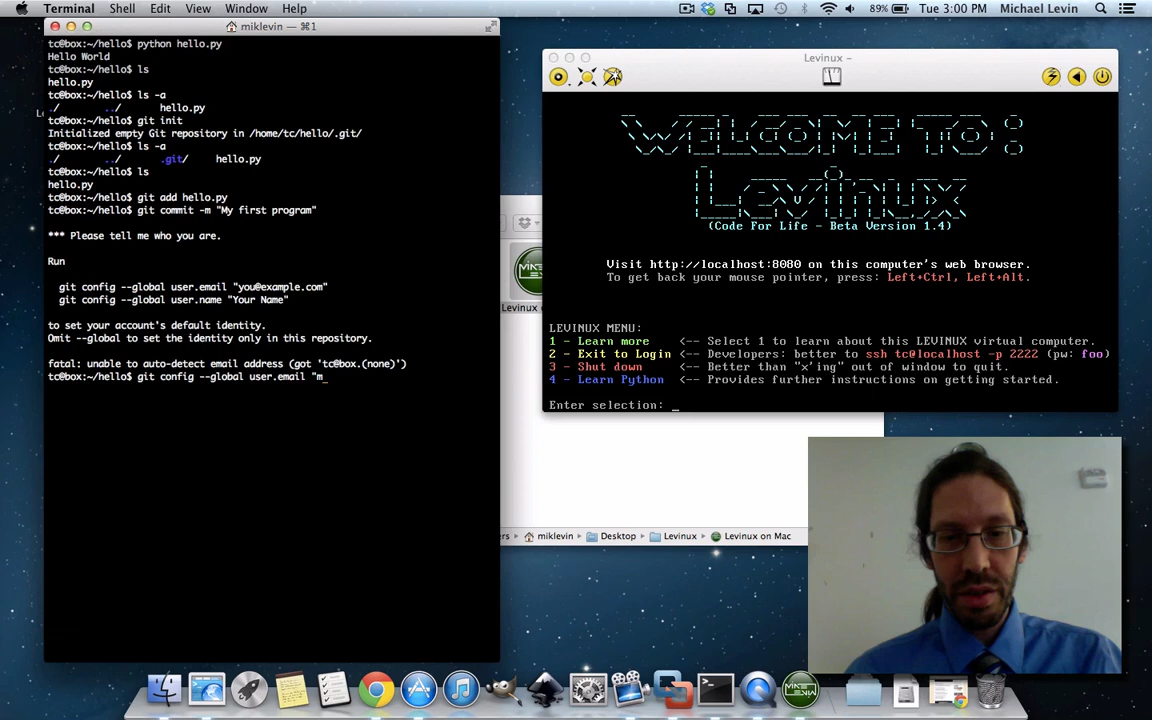 Terminal Shell Edit View Window Help
89% Tue 3:00 PM Michael Levin
miklevin — ⌘1
tc@box:~/hello$ python hello.py
Hello World
tc@box:~/hello$ ls
hello.py
tc@box:~/hello$ ls -a
./ ../ hello.py
tc@box:~/hello$ git init
Initialized empty Git repository in /home/tc/hello/.git/
tc@box:~/hello$ ls -a
./ ../ .git/ hello.py
tc@box:~/hello$ ls
hello.py
tc@box:~/hello$ git add hello.py
tc@box:~/hello$ git commit -m "My first program"
*** Please tell me who you are.
Run
git config --global user.email "you@example.com"
git config --global user.name "Your Name"
to set your account's default identity.
Omit --global to set the identity only in this repository.
fatal: unable to auto-detect email address (got 'tc@box.(none)')
tc@box:~/hello$ git config --global user.email "m_
Levinux –
WELCOME TO:
Levinux
(Code For Life - Beta Version 1.4)
Visit http://localhost:8080 on this computer's web browser.
To get back your mouse pointer, press: Left+Ctrl, Left+Alt.
LEVINUX MENU:
1 - Learn more <-- Select 1 to learn about this LEVINUX virtual computer.
2 - Exit to Login <-- Developers: better to ssh tc@localhost -p 2222 (pw: foo)
3 - Shut down <-- Better than "x'ing" out of window to quit.
4 - Learn Python <-- Provides further instructions on getting started.
Enter selection: _
Levinux o
miklevin Desktop Levinux Levinux on Mac